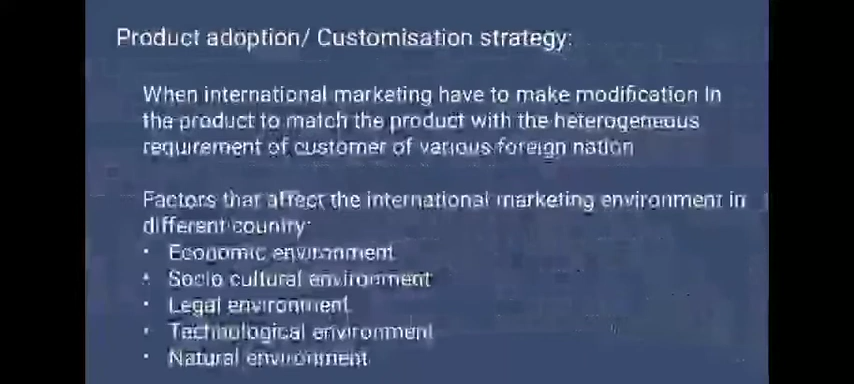 Product adoption/ Customisation strategy:
When international marketing have to make modification In
the product to match the product with the heterogeneous
requirement of customer of various foreign nation
Factors that affect the international marketing environment in
different country:
• Economic environment
• Socio cultural environment
• Legal environment
• Technological environment
• Natural environment